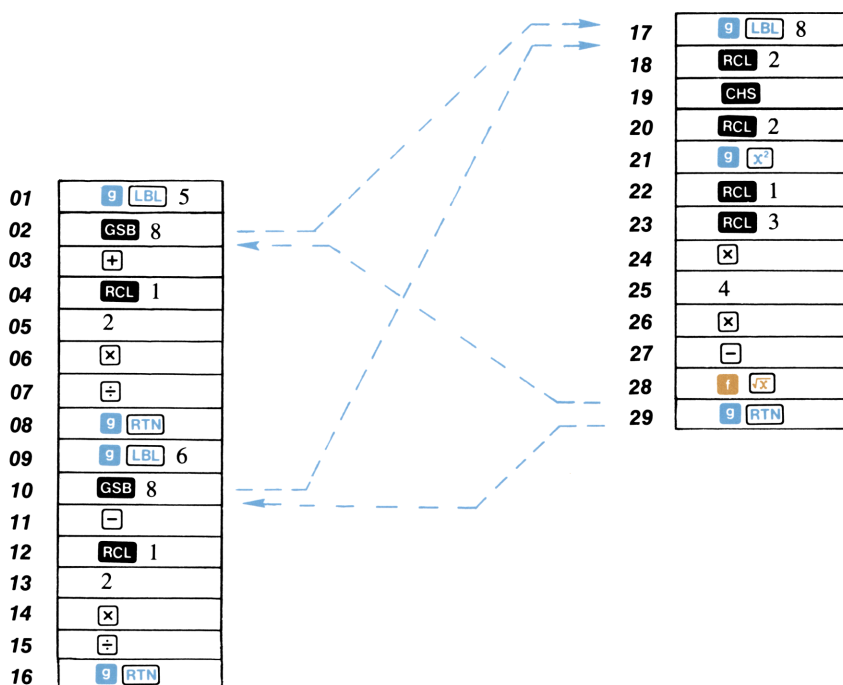 01 g LBL 5
02 GSB 8
03 +
04 RCL 1
05 2
06 ×
07 ÷
08 g RTN
09 g LBL 6
10 GSB 8
11 −
12 RCL 1
13 2
14 ×
15 ÷
16 g RTN
17 g LBL 8
18 RCL 2
19 CHS
20 RCL 2
21 g x²
22 RCL 1
23 RCL 3
24 ×
25 4
26 ×
27 −
28 f √x
29 g RTN